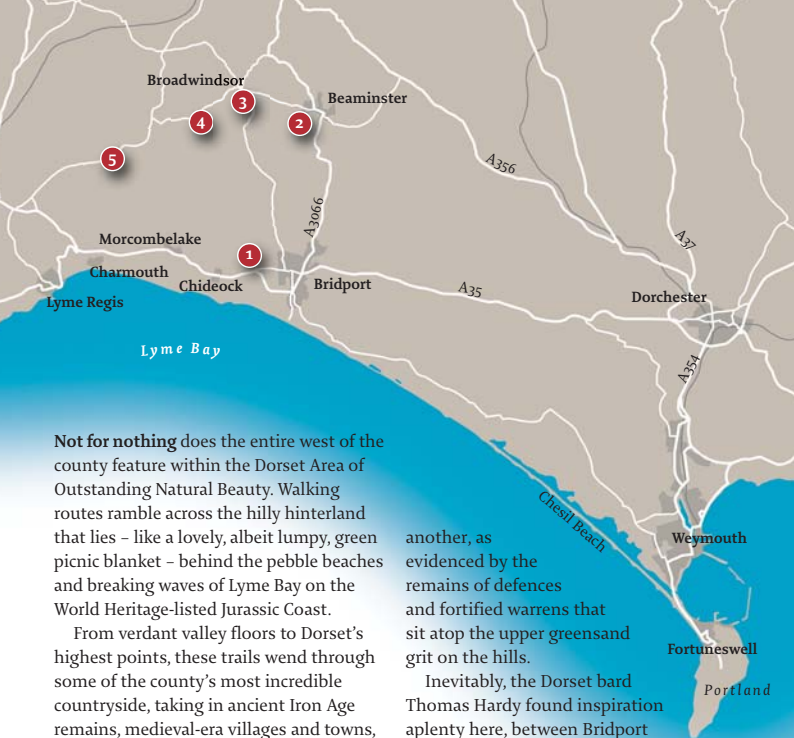 Broadwindsor
3
Beaminster
4
2
5
A356
A3066
A37
Morcombelake
1
Charmouth
Chideock
Bridport
A35
Dorchester
Lyme Regis
Lyme Bay
A354
Not for nothing does the entire west of the
county feature within the Dorset Area of
Outstanding Natural Beauty. Walking
routes ramble across the hilly hinterland
that lies – like a lovely, albeit lumpy, green
picnic blanket – behind the pebble beaches
and breaking waves of Lyme Bay on the
World Heritage-listed Jurassic Coast.
From verdant valley floors to Dorset's
highest points, these trails wend through
some of the county's most incredible
countryside, taking in ancient Iron Age
remains, medieval-era villages and towns,
Chesil Beach
Weymouth
another, as
evidenced by the
remains of defences
and fortified warrens that
sit atop the upper greensand
grit on the hills.
Inevitably, the Dorset bard
Thomas Hardy found inspiration
aplenty here, between Bridport
Fortuneswell
Portland